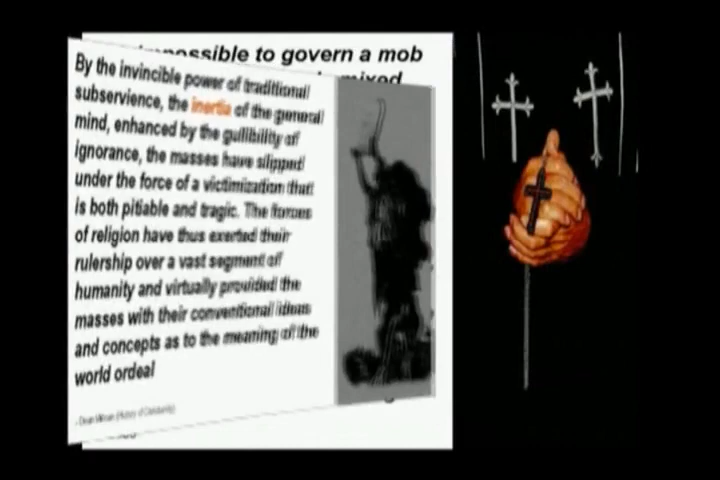 impossible to govern a mob
mixed
By the invincible power of traditional
subservience, the inertia of the general
mind, enhanced by the gullibility of
ignorance, the masses have slipped
under the force of a victimization that
is both pitiable and tragic. The forces
of religion have thus exerted their
rulership over a vast segment of
humanity and virtually provided the
masses with their conventional ideas
and concepts as to the meaning of the
world ordeal